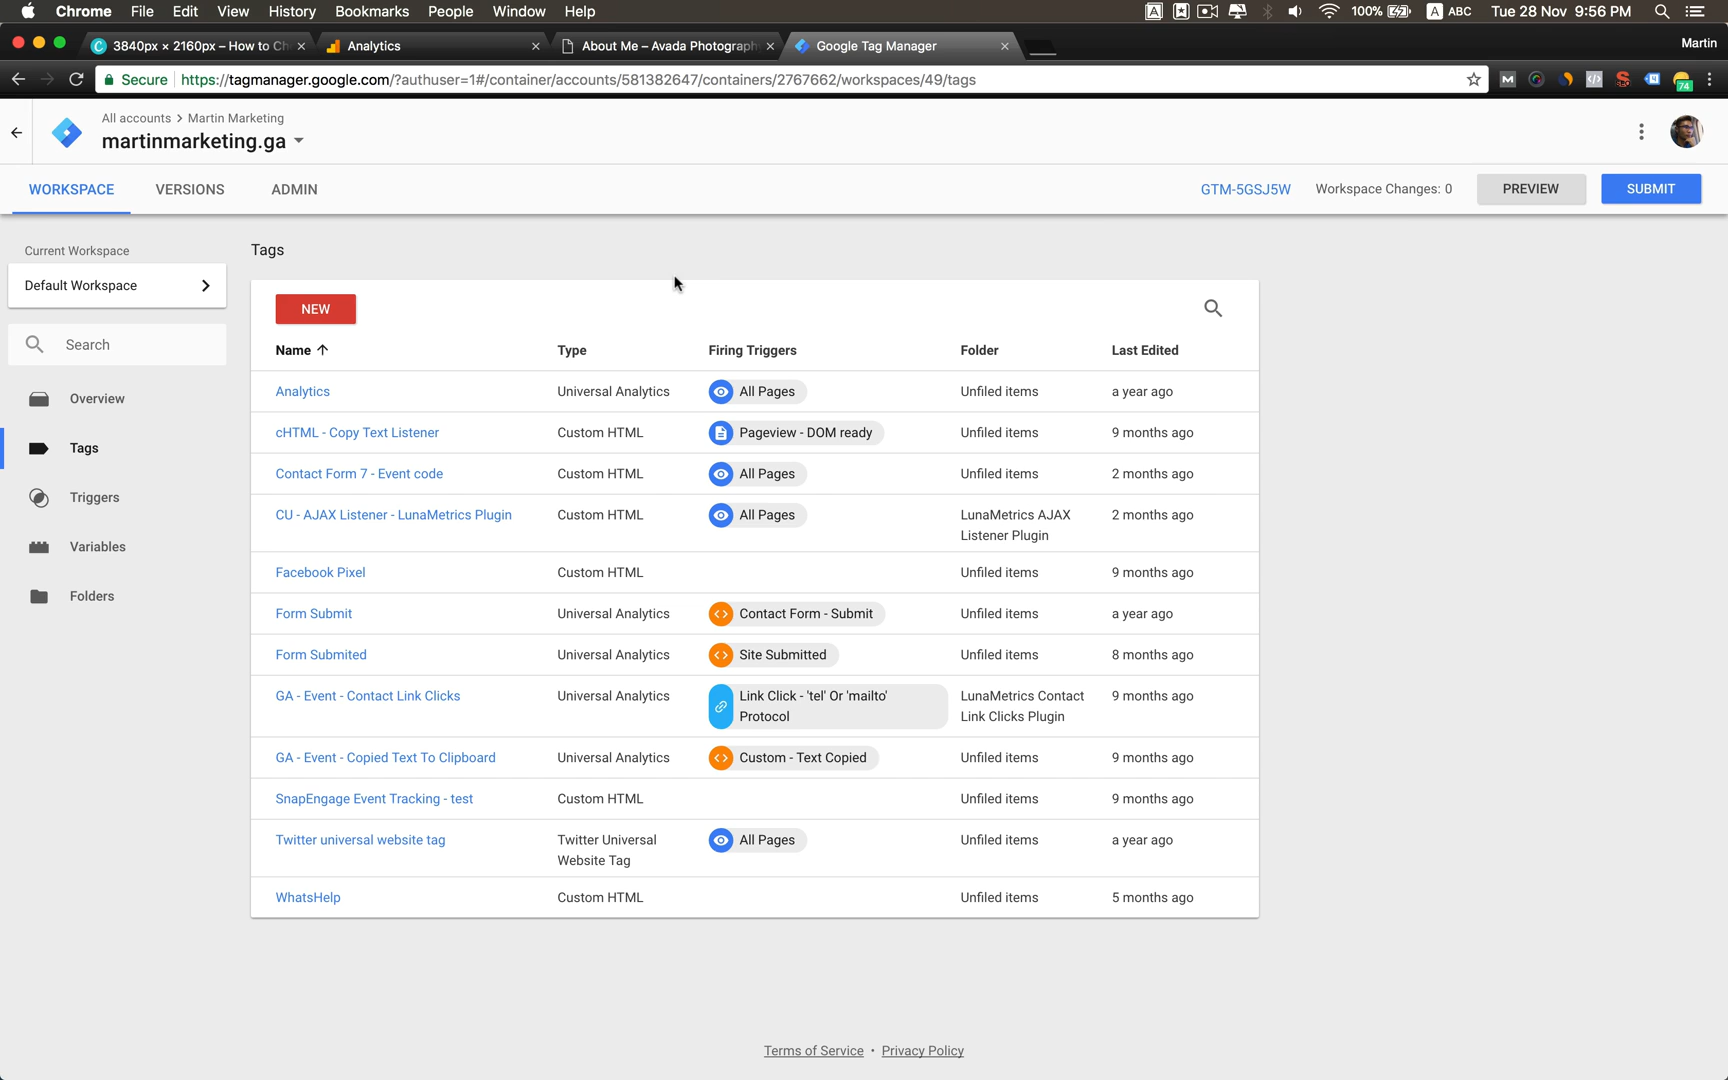 Chrome File Edit View History Bookmarks People Window Help 100% A ABC Tue 28 Nov 9:56 PM
3840px × 2160px – How to Ch Analytics About Me – Avada Photograph Google Tag Manager Martin
Secure https://tagmanager.google.com/?authuser=1#/container/accounts/581382647/containers/2767662/workspaces/49/tags 74
All accounts > Martin Marketing
martinmarketing.ga
WORKSPACE VERSIONS ADMIN GTM-5GSJ5W Workspace Changes: 0 PREVIEW SUBMIT
Current Workspace
Default Workspace
Search
Overview
Tags
Triggers
Variables
Folders
Tags
NEW
Name Type Firing Triggers Folder Last Edited
Analytics Universal Analytics All Pages Unfiled items a year ago
cHTML - Copy Text Listener Custom HTML Pageview - DOM ready Unfiled items 9 months ago
Contact Form 7 - Event code Custom HTML All Pages Unfiled items 2 months ago
CU - AJAX Listener - LunaMetrics Plugin Custom HTML All Pages LunaMetrics AJAX 2 months ago
Listener Plugin
Facebook Pixel Custom HTML Unfiled items 9 months ago
Form Submit Universal Analytics Contact Form - Submit Unfiled items a year ago
Form Submited Universal Analytics Site Submitted Unfiled items 8 months ago
GA - Event - Contact Link Clicks Universal Analytics Link Click - 'tel' Or 'mailto' LunaMetrics Contact 9 months ago
Protocol Link Clicks Plugin
GA - Event - Copied Text To Clipboard Universal Analytics Custom - Text Copied Unfiled items 9 months ago
SnapEngage Event Tracking - test Custom HTML Unfiled items 9 months ago
Twitter universal website tag Twitter Universal All Pages Unfiled items a year ago
Website Tag
WhatsHelp Custom HTML Unfiled items 5 months ago
Terms of Service • Privacy Policy